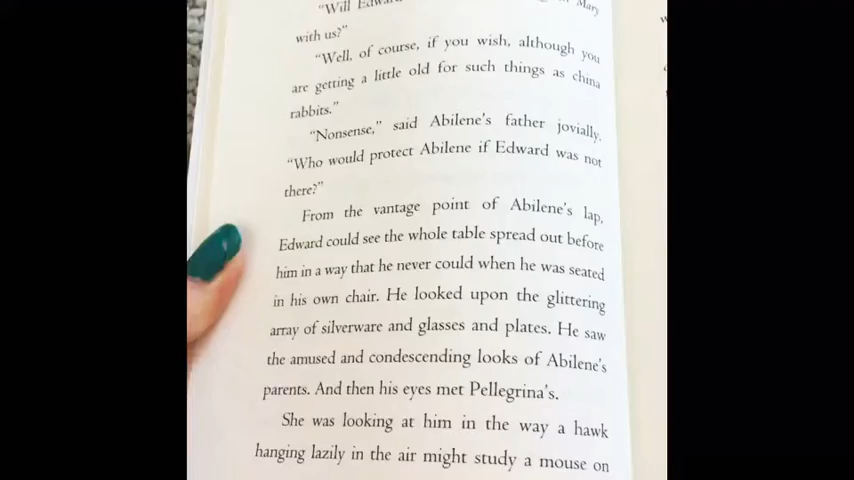 "Will Edward
Mary
with us?"
"Well, of course, if you wish, although you
are getting a little old for such things as china
rabbits."
"Nonsense," said Abilene's father jovially.
"Who would protect Abilene if Edward was not
there?"
From the vantage point of Abilene's lap,
Edward could see the whole table spread out before
him in a way that he never could when he was seated
in his own chair. He looked upon the glittering
array of silverware and glasses and plates. He saw
the amused and condescending looks of Abilene's
parents. And then his eyes met Pellegrina's.
She was looking at him in the way a hawk
hanging lazily in the air might study a mouse on